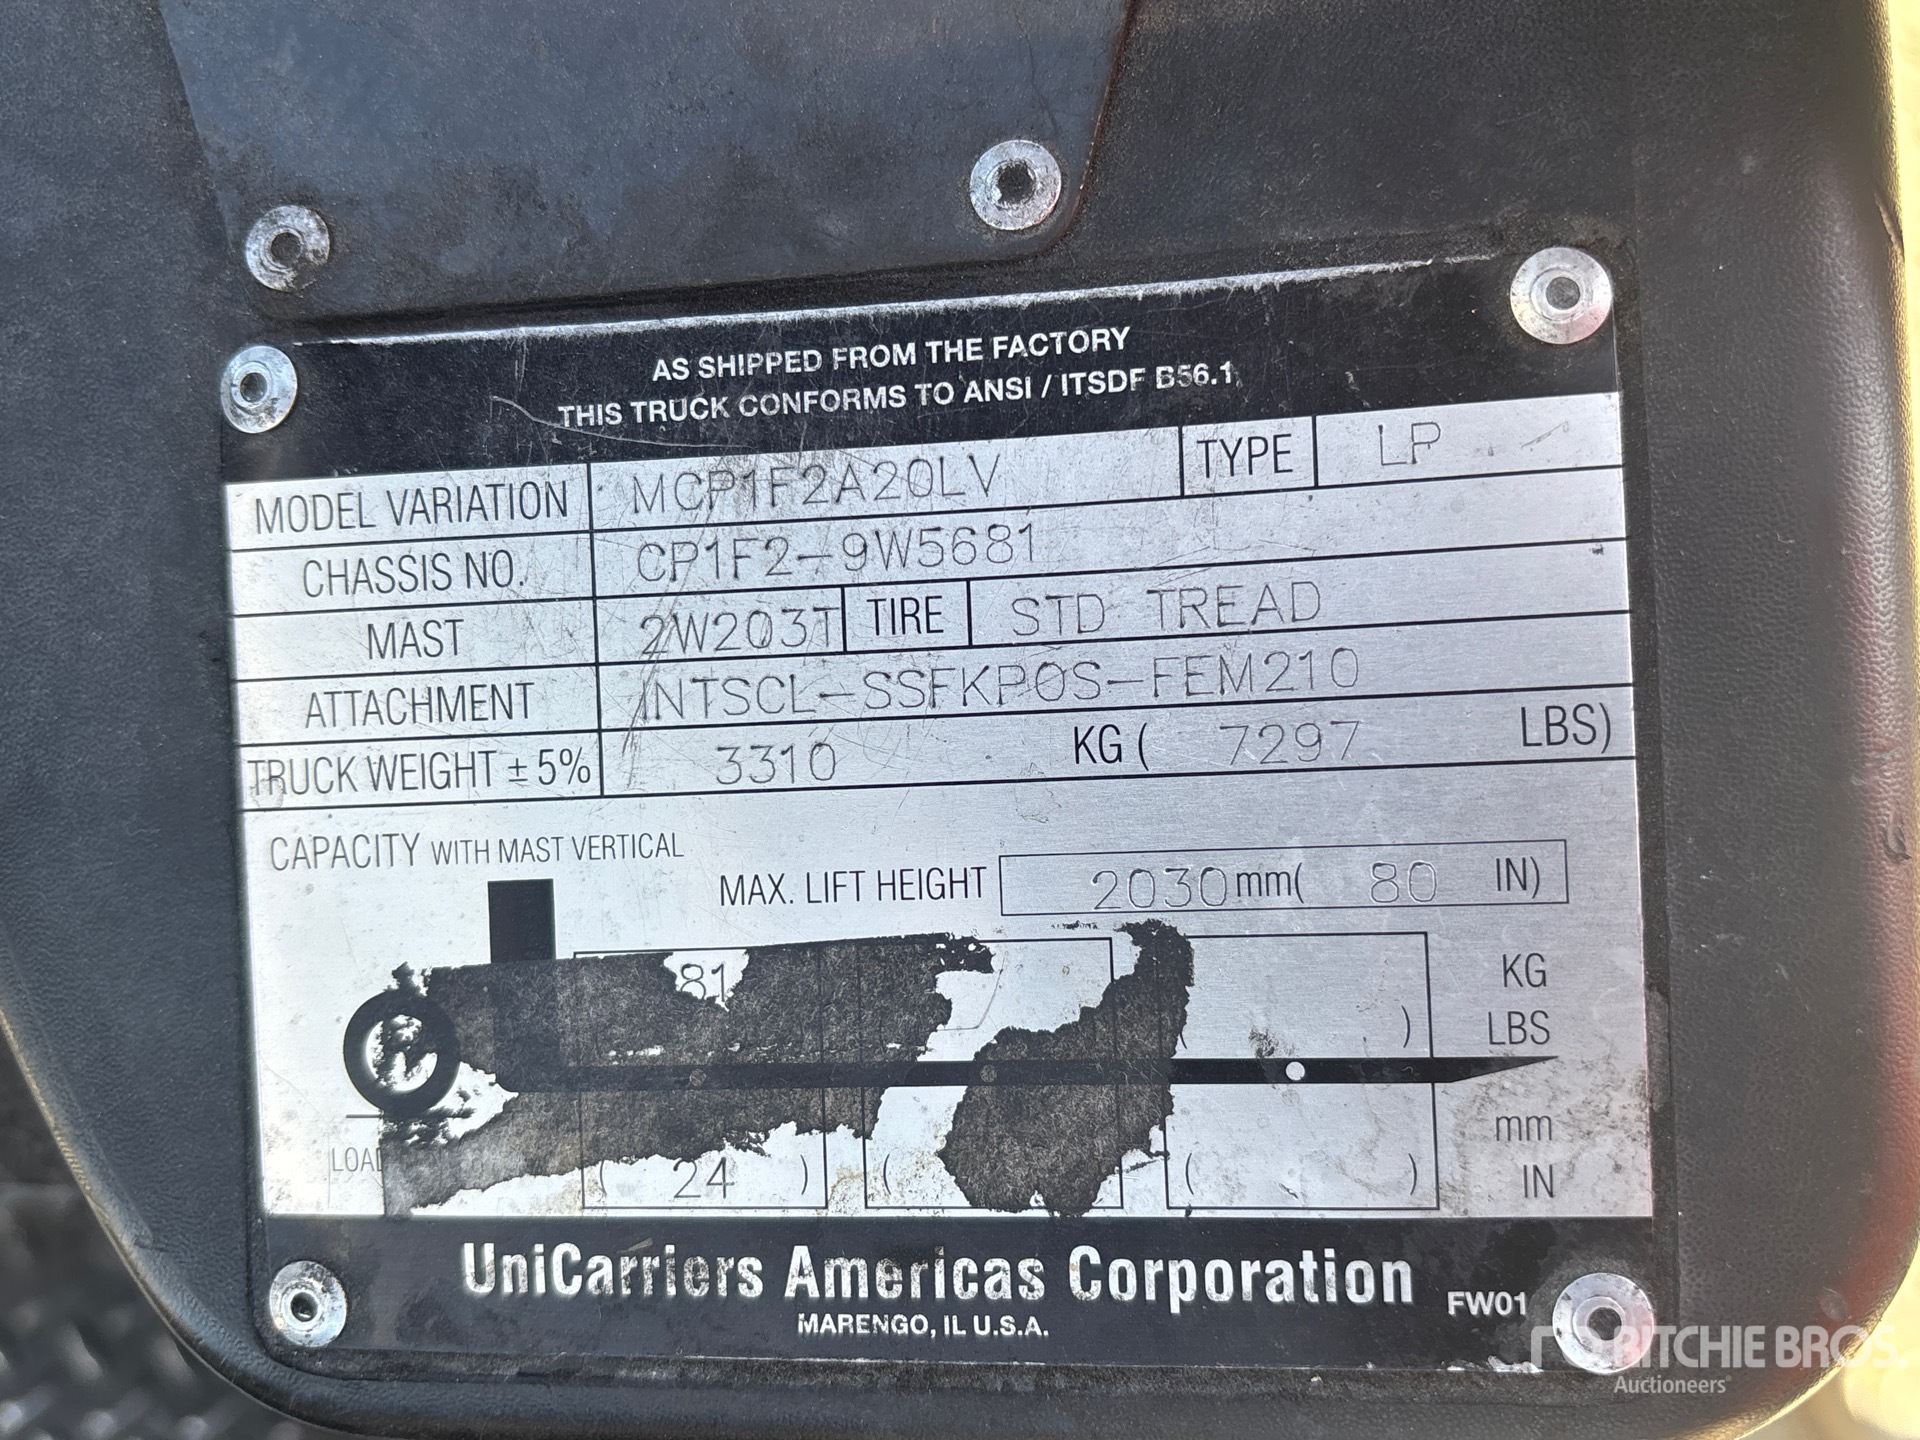 AS SHIPPED FROM THE FACTORY
THIS TRUCK CONFORMS TO ANSI / ITSDF B56.1
MODEL VARIATION MCP1F2A20LV TYPE LP
CHASSIS NO. CP1F2-9W5681
MAST 2W203T TIRE STD TREAD
ATTACHMENT INTSCL-SSFKPOS-FEM210
TRUCK WEIGHT ± 5% 3310 KG ( 7297 LBS)
CAPACITY WITH MAST VERTICAL
MAX. LIFT HEIGHT 2030 mm( 80 IN)
KG
) LBS
mm
( 24 ) ( ( ) IN
UniCarriers Americas Corporation FW01
MARENGO, IL U.S.A.
RITCHIE BROS.
Auctioneers